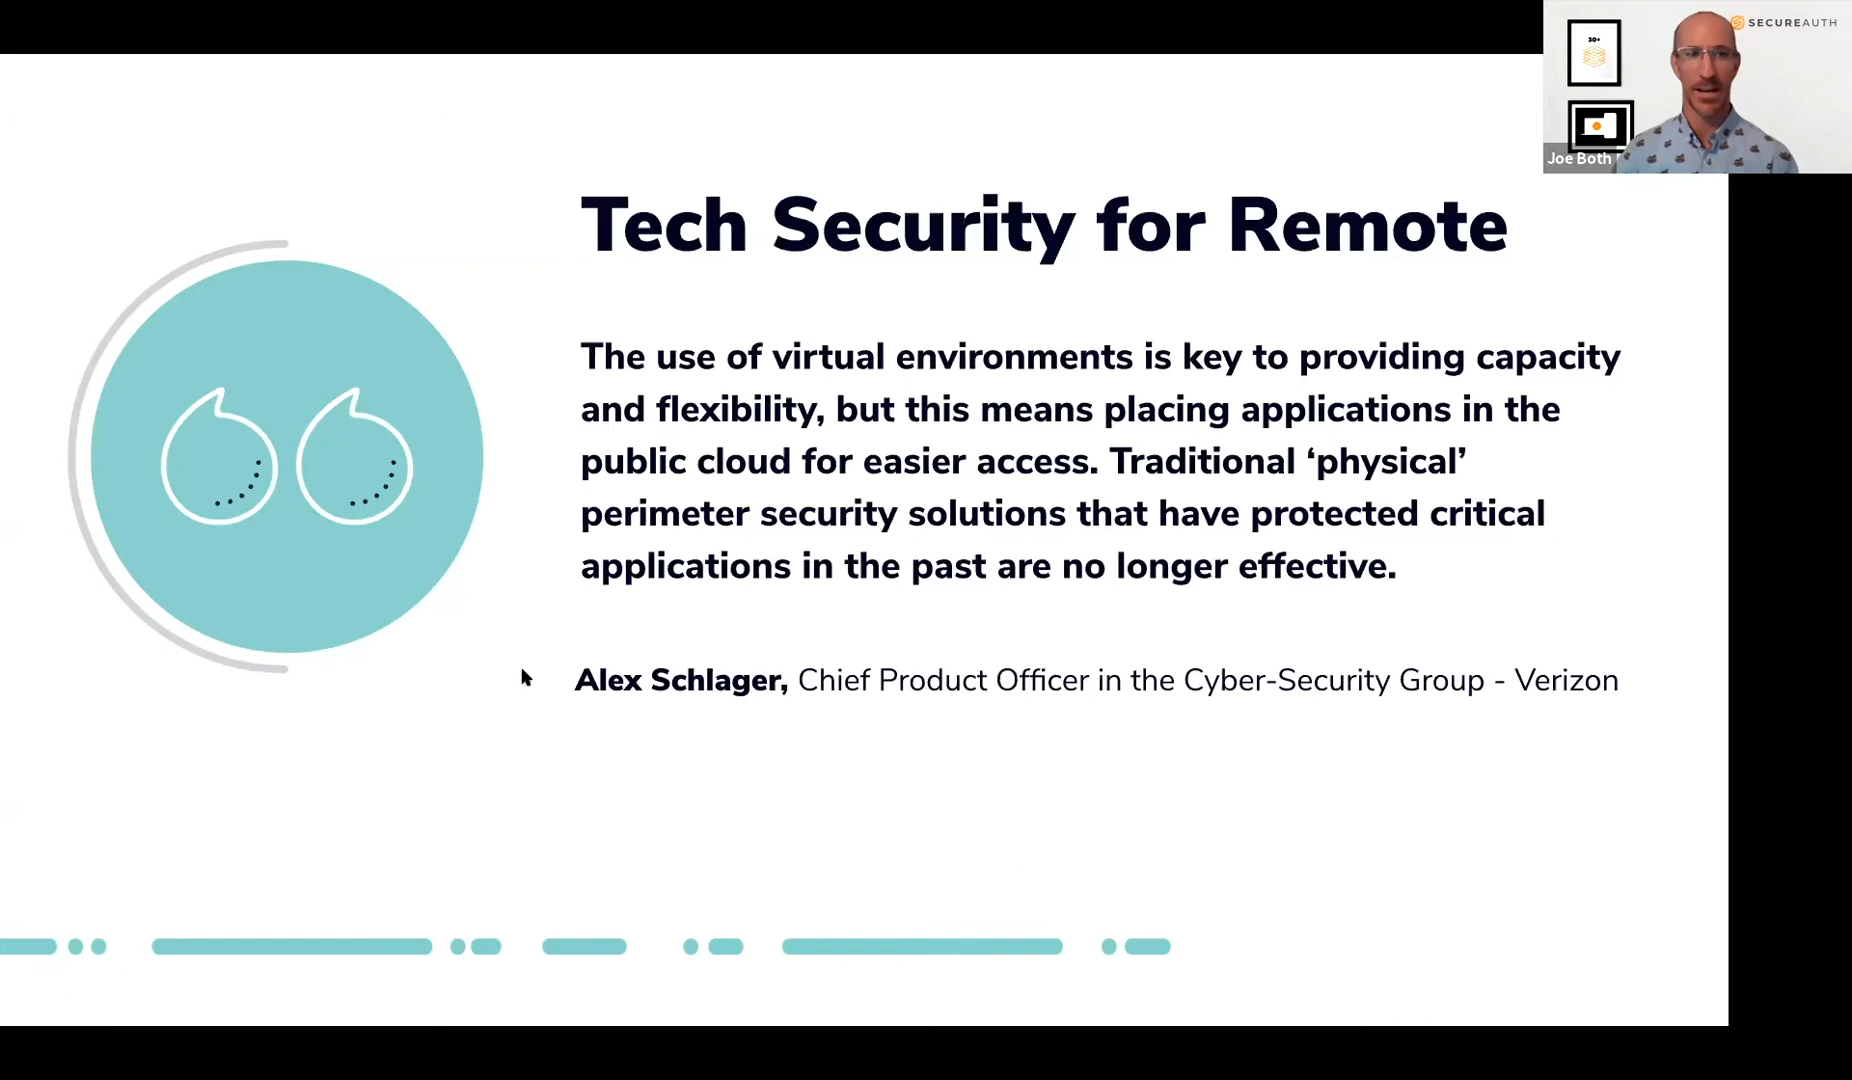 SECUREAUTH
30+
Joe Both
Tech Security for Remote
The use of virtual environments is key to providing capacity
and flexibility, but this means placing applications in the
public cloud for easier access. Traditional ‘physical’
perimeter security solutions that have protected critical
applications in the past are no longer effective.
Alex Schlager, Chief Product Officer in the Cyber-Security Group - Verizon